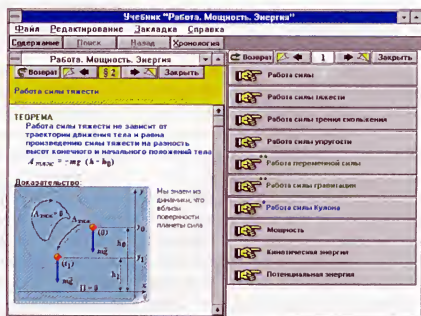 Учебник "Работа. Мощность. Энергия"
Файл Редактирование Закладка Справка
Содержание Поиск Назад Хронология
Работа. Мощность. Энергия
Возврат § 2 Закрыть
Работа силы тяжести
ТЕОРЕМА
Работа силы тяжести не зависит от
траектории движения тела и равна
произведению силы тяжести на разность
высот конечного и начального положений тела
A тяж = -mg (h - h₀)
Доказательство:
Мы знаем из
динамики, что
вблизи
поверхности
планеты сила
Возврат 1 Закрыть
Работа силы
Работа силы тяжести
Работа силы трения скольжения
Работа силы упругости
** Работа переменной силы
** Работа силы гравитации
* Работа силы Кулона
Мощность
Кинетическая энергия
Потенциальная энергия